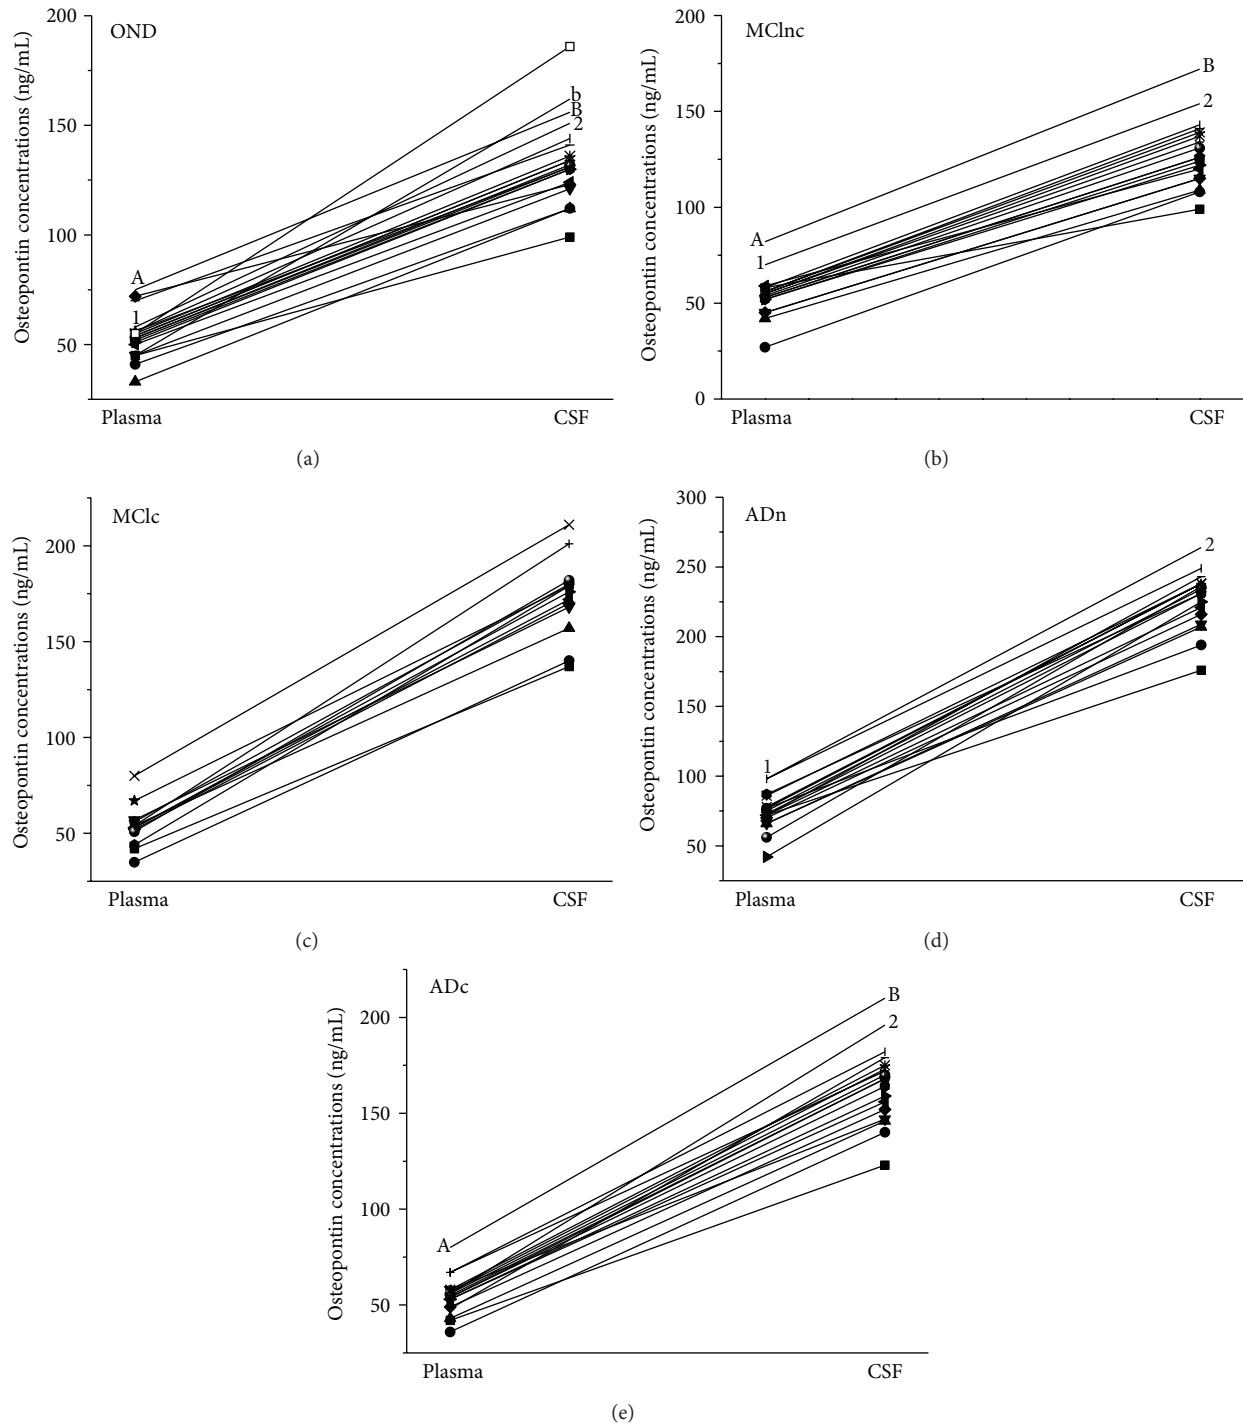 OND
Osteopontin concentrations (ng/mL)
200
150
100
50
A
1
b
B
2
Plasma
CSF
(a)
MCInc
Osteopontin concentrations (ng/mL)
200
150
100
50
0
A
1
B
2
Plasma
CSF
(b)
MCIc
Osteopontin concentrations (ng/mL)
200
150
100
50
Plasma
CSF
(c)
ADn
Osteopontin concentrations (ng/mL)
300
250
200
150
100
50
1
2
Plasma
CSF
(d)
ADc
Osteopontin concentrations (ng/mL)
200
150
100
50
A
B
2
Plasma
CSF
(e)